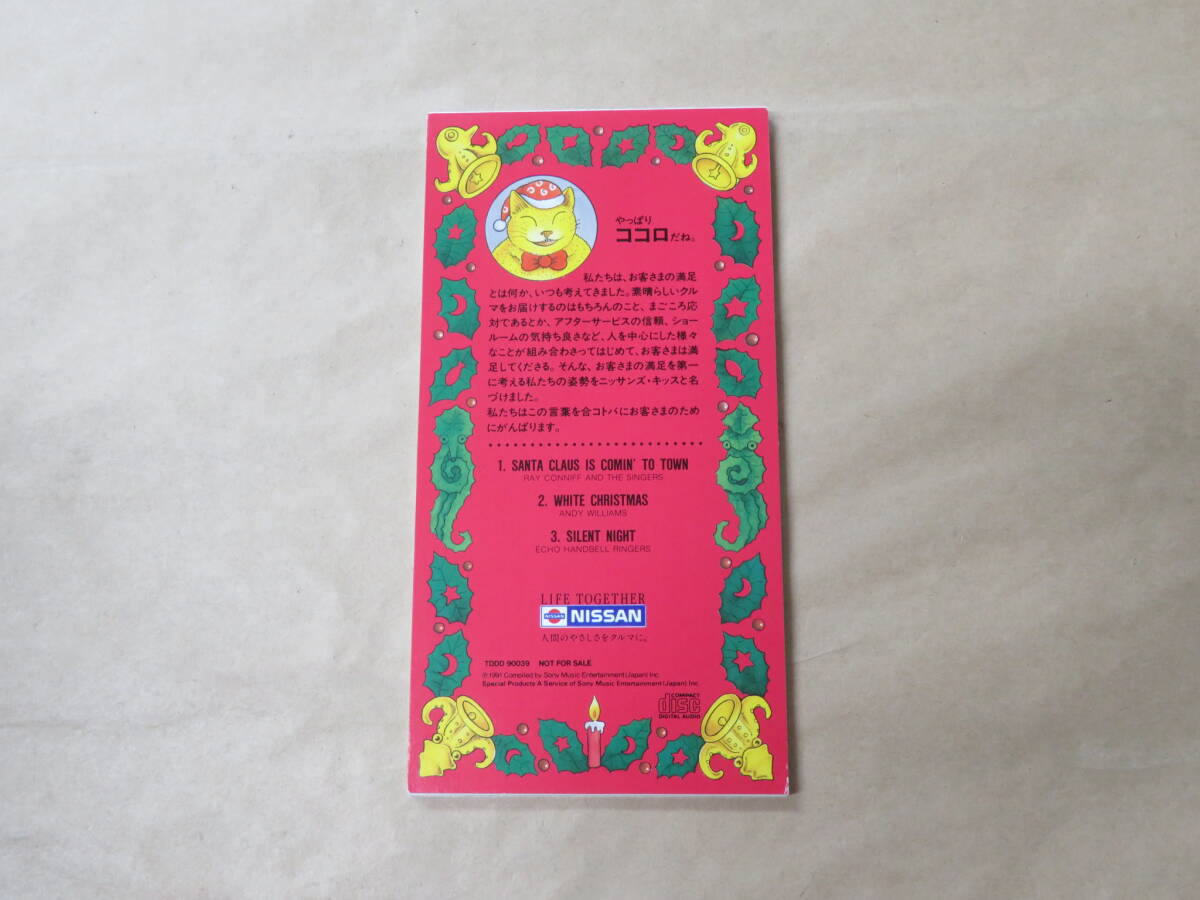 やっぱり
ココロだね。
私たちは、お客さまの満足
とは何か、いつも考えてきました。素晴らしいクル
マをお届けするのはもちろんのこと、まごころ応
対であるとか、アフターサービスの信頼、ショー
ルームの気持ち良さなど、人を中心にした様々
なことが組み合わさってはじめて、お客さまは満
足してくださる。そんな、お客さまの満足を第一
に考える私たちの姿勢をニッサンズ・キッスと名
づけました。
私たちはこの言葉を合コトバにお客さまのため
にがんばります。
1. SANTA CLAUS IS COMIN' TO TOWN
RAY CONNIFF AND THE SINGERS
2. WHITE CHRISTMAS
ANDY WILLIAMS
3. SILENT NIGHT
ECHO HANDBELL RINGERS
LIFE TOGETHER
NISSAN NISSAN
人間のやさしさをクルマに。
TDDD 90039 NOT FOR SALE
℗1991 Compiled by Sony Music Entertainment (Japan) Inc.
Special Products A Service of Sony Music Entertainment (Japan) Inc.
COMPACT
disc
DIGITAL AUDIO